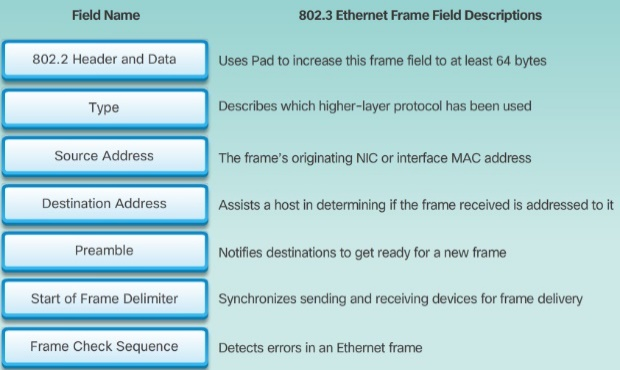 Field Name 802.3 Ethernet Frame Field Descriptions
802.2 Header and Data Uses Pad to increase this frame field to at least 64 bytes
Type Describes which higher-layer protocol has been used
Source Address The frame's originating NIC or interface MAC address
Destination Address Assists a host in determining if the frame received is addressed to it
Preamble Notifies destinations to get ready for a new frame
Start of Frame Delimiter Synchronizes sending and receiving devices for frame delivery
Frame Check Sequence Detects errors in an Ethernet frame